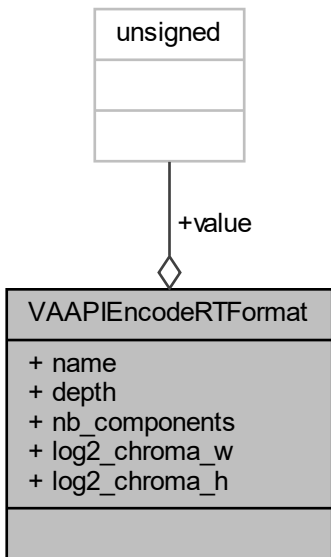 unsigned
+value
VAAPIEncodeRTFormat
+ name
+ depth
+ nb_components
+ log2_chroma_w
+ log2_chroma_h